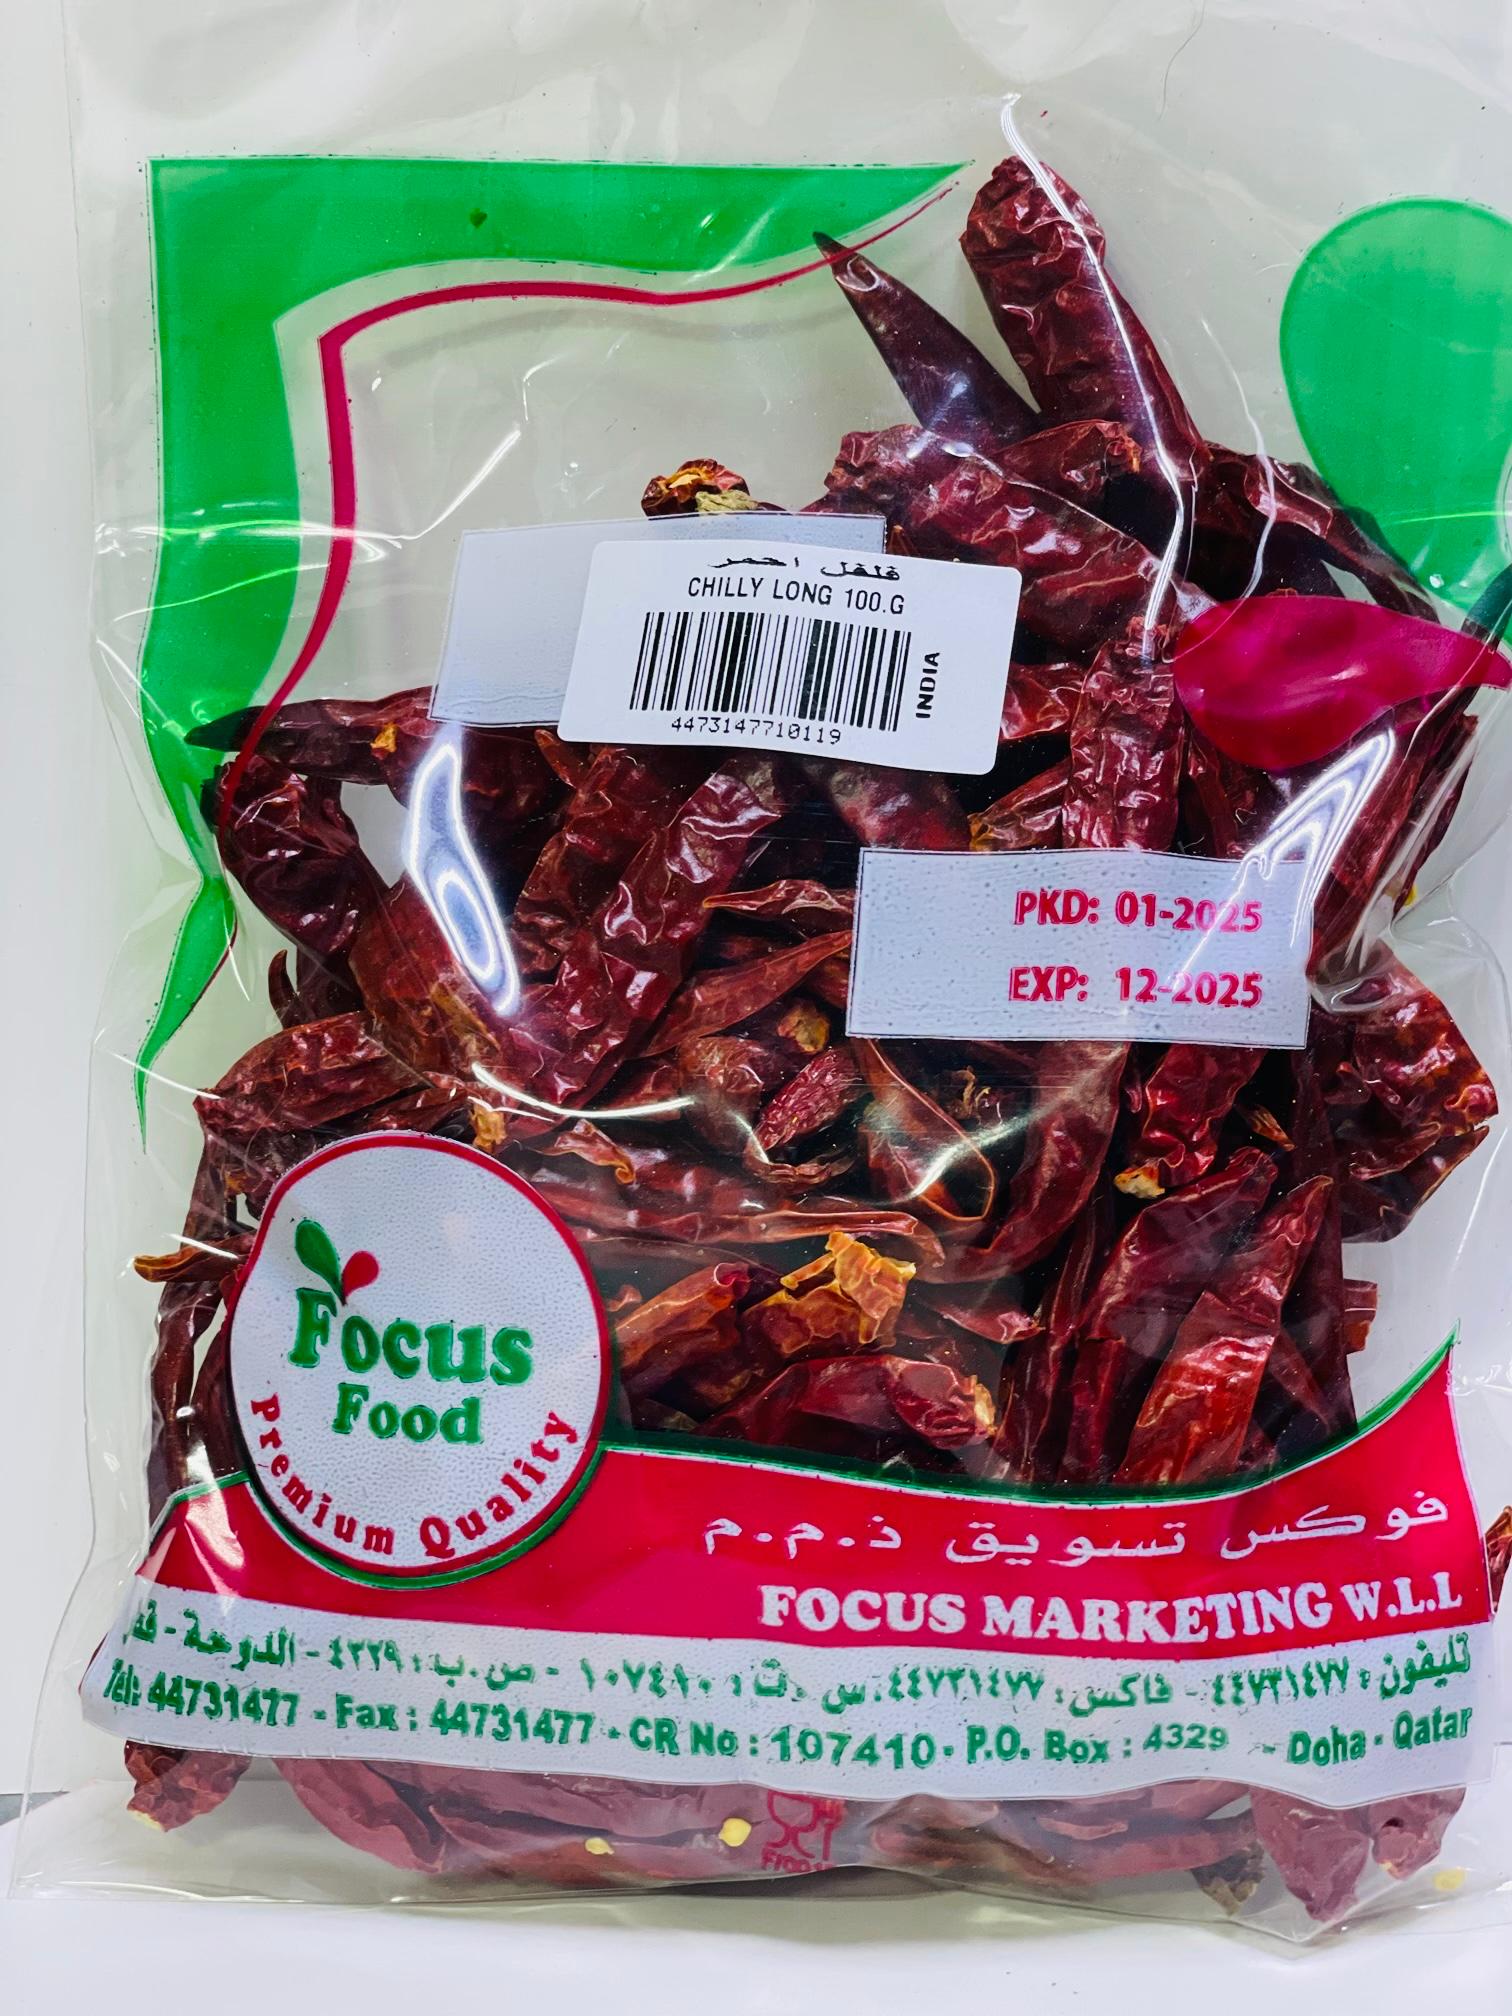 فلفل احمر
CHILLY LONG 100.G
INDIA
4473147710119
PKD: 01-2025
EXP: 12-2025
Focus
Food
Premium Quality
فوكس تسويق ذ.م.م
FOCUS MARKETING W.L.L
تليفون: ٤٤٧٣١٤٧٧ - فاكس: ٤٤٧٣١٤٧٧ س.ت: ١٠٧٤١٠ - ص.ب: ٤٣٢٩ - الدوحة -
Tel: 44731477 - Fax: 44731477 - CR No: 107410 - P.O. Box: 4329 - Doha - Qatar